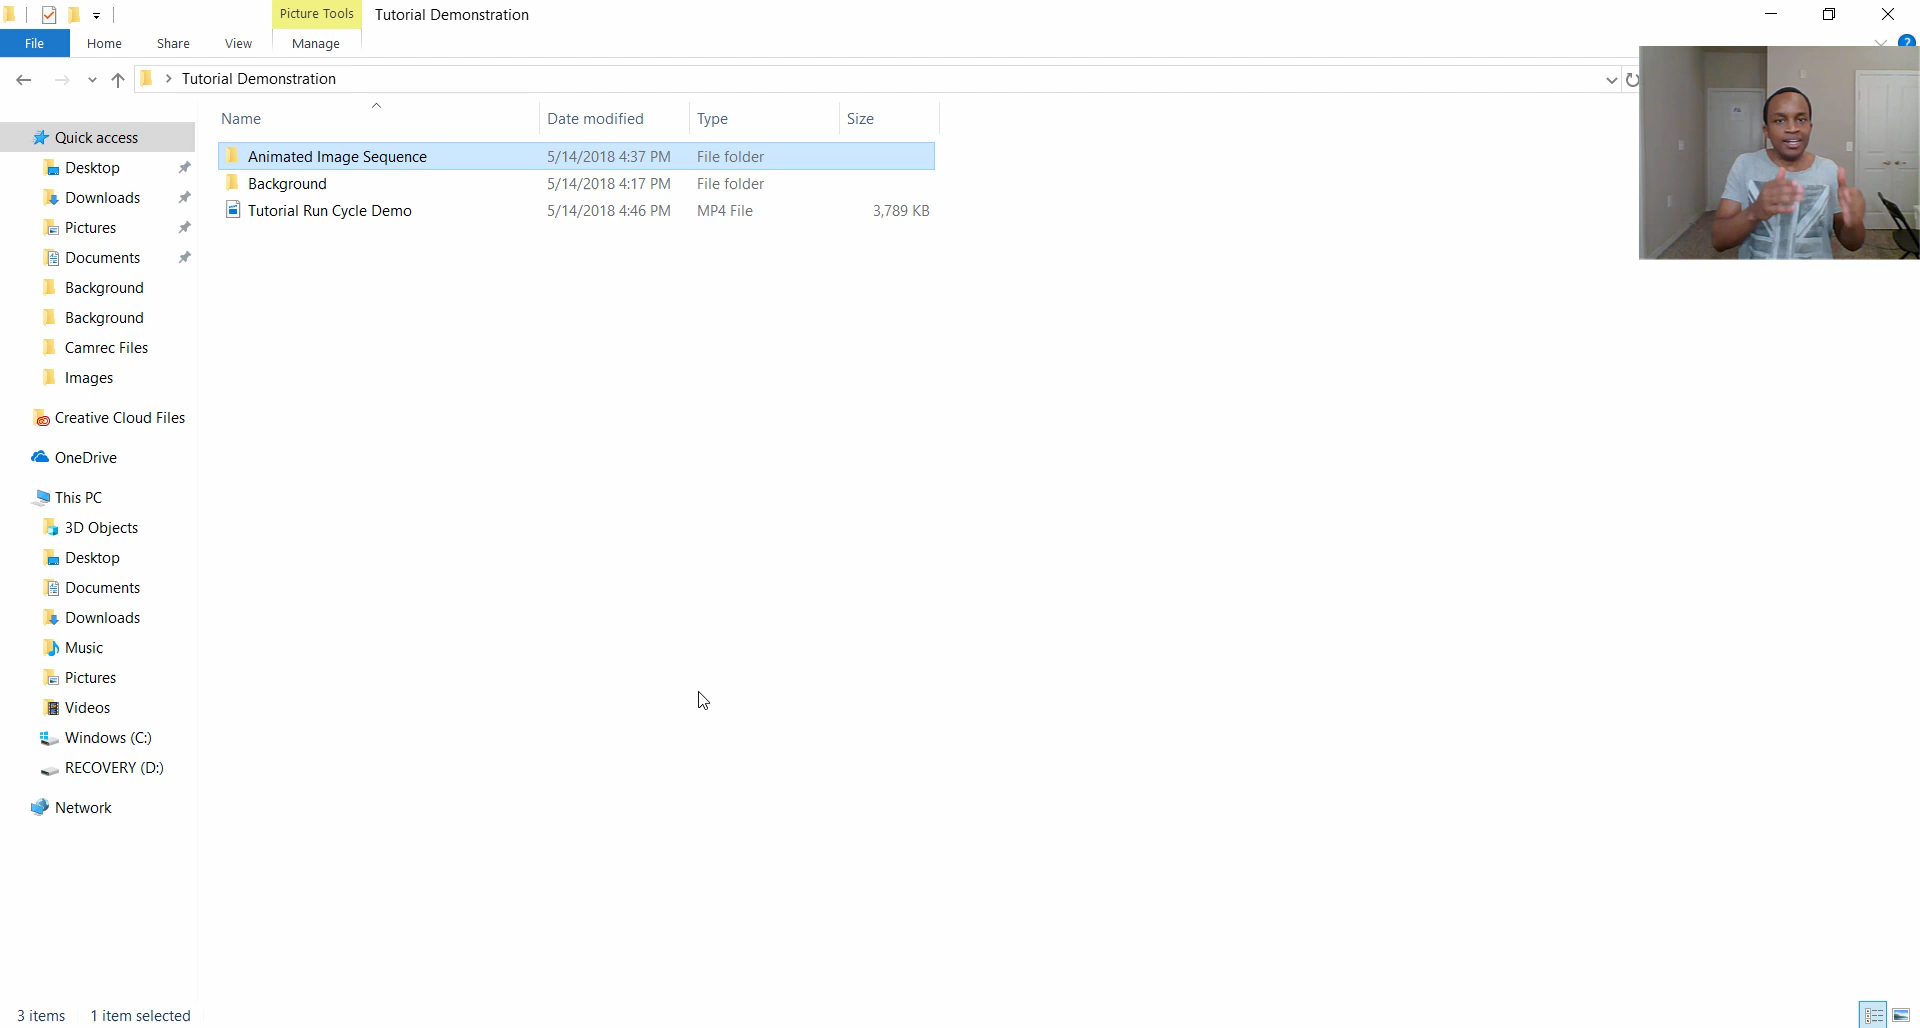 Picture Tools
Tutorial Demonstration
File
Home
Share
View
Manage
?
Tutorial Demonstration
Name
Date modified
Type
Size
Quick access
Desktop
Downloads
Pictures
Documents
Background
Background
Camrec Files
Images
Creative Cloud Files
OneDrive
This PC
3D Objects
Desktop
Documents
Downloads
Music
Pictures
Videos
Windows (C:)
RECOVERY (D:)
Network
Animated Image Sequence 5/14/2018 4:37 PM File folder
Background 5/14/2018 4:17 PM File folder
Tutorial Run Cycle Demo 5/14/2018 4:46 PM MP4 File 3,789 KB
3 items 1 item selected